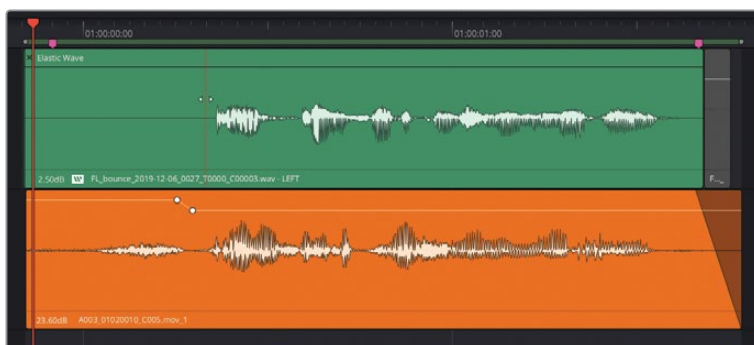 01:00:00:00
01:00:01:00
Elastic Wave
2.50dB FL_bounce_2019-12-06_0027_T0000_C00003.wav - LEFT
F...
23.60dB A003_01020010_C005.mov_1